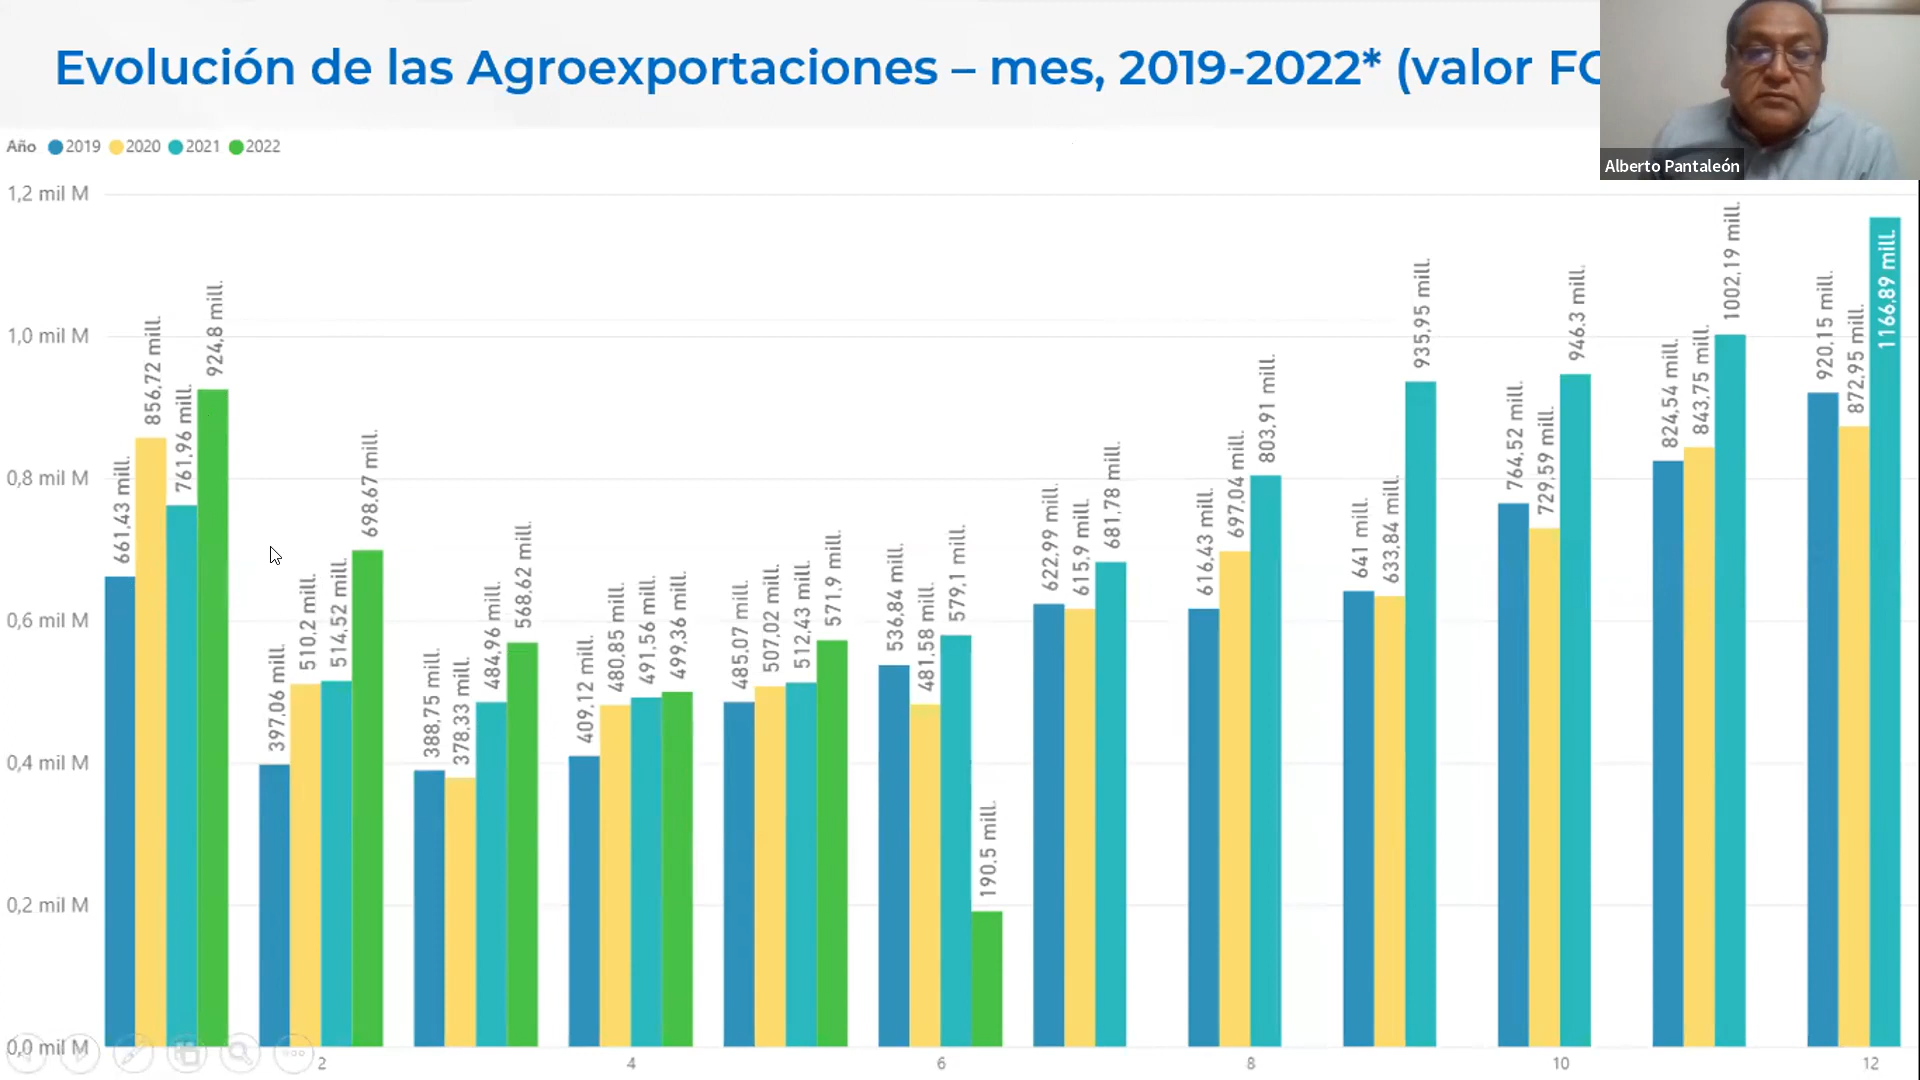 Evolución de las Agroexportaciones – mes, 2019-2022* (valor FO
Alberto Pantaleón
Año 2019 2020 2021 2022
1,2 mil M
1,0 mil M
0,8 mil M
0,6 mil M
0,4 mil M
0,2 mil M
0,0 mil M
661,43 mill.
856,72 mill.
761,96 mill.
924,8 mill.
397,06 mill.
510,2 mill.
514,52 mill.
698,67 mill.
388,75 mill.
378,33 mill.
484,96 mill.
568,62 mill.
409,12 mill.
480,85 mill.
491,56 mill.
499,36 mill.
485,07 mill.
507,02 mill.
512,43 mill.
571,9 mill.
536,84 mill.
481,58 mill.
579,1 mill.
190,5 mill.
622,99 mill.
615,9 mill.
681,78 mill.
616,43 mill.
697,04 mill.
803,91 mill.
641 mill.
633,84 mill.
935,95 mill.
764,52 mill.
729,59 mill.
946,3 mill.
824,54 mill.
843,75 mill.
1002,19 mill.
920,15 mill.
872,95 mill.
1166,89 mill.
2 4 6 8 10 12